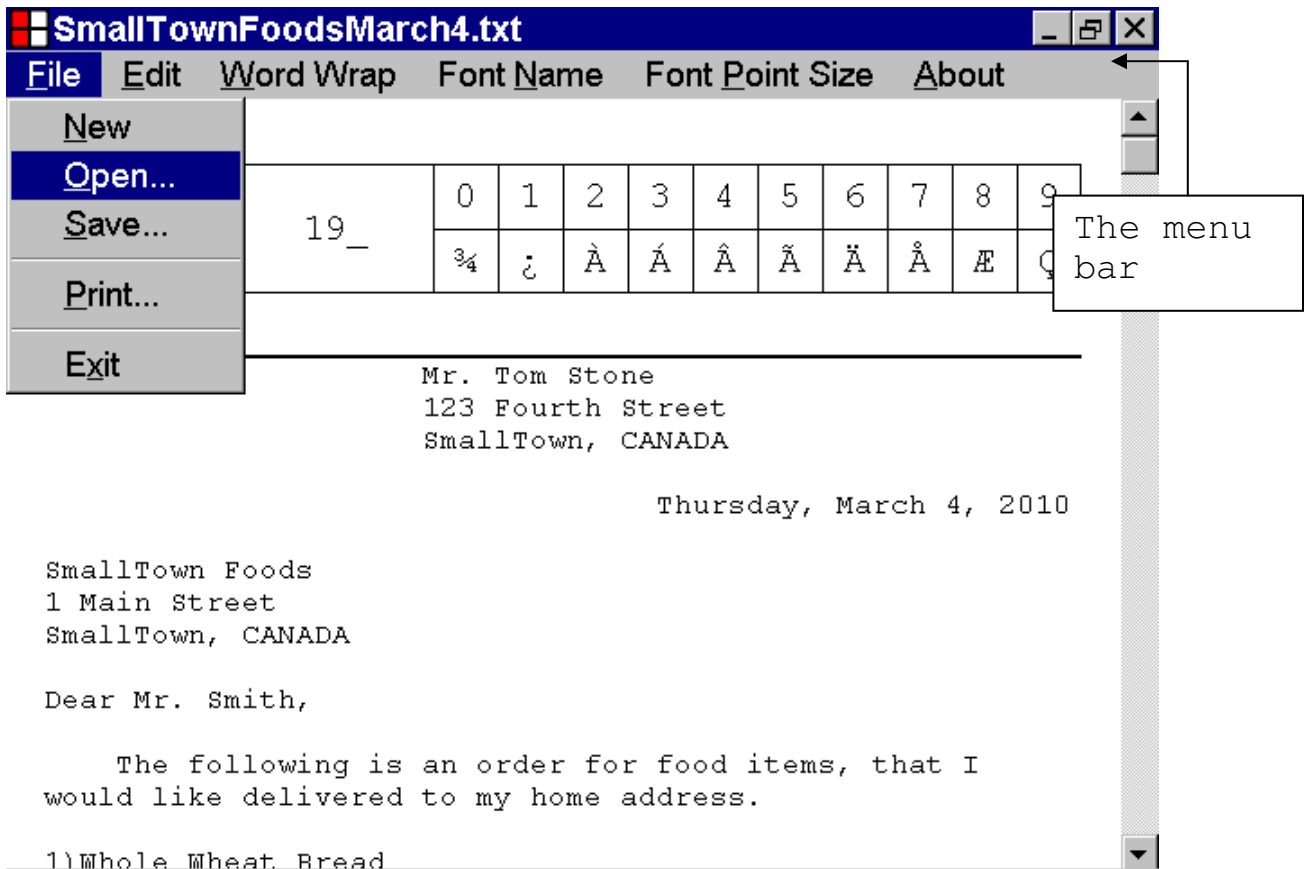 SmallTownFoodsMarch4.txt
File Edit Word Wrap Font Name Font Point Size About
New
Open...
Save...
Print...
Exit
19_
0 1 2 3 4 5 6 7 8 9
¾ ¿ À Á Â Ã Ä Å Æ Ç
The menu
bar
Mr. Tom Stone
123 Fourth Street
SmallTown, CANADA
Thursday, March 4, 2010
SmallTown Foods
1 Main Street
SmallTown, CANADA
Dear Mr. Smith,
The following is an order for food items, that I
would like delivered to my home address.
1)Whole Wheat Bread